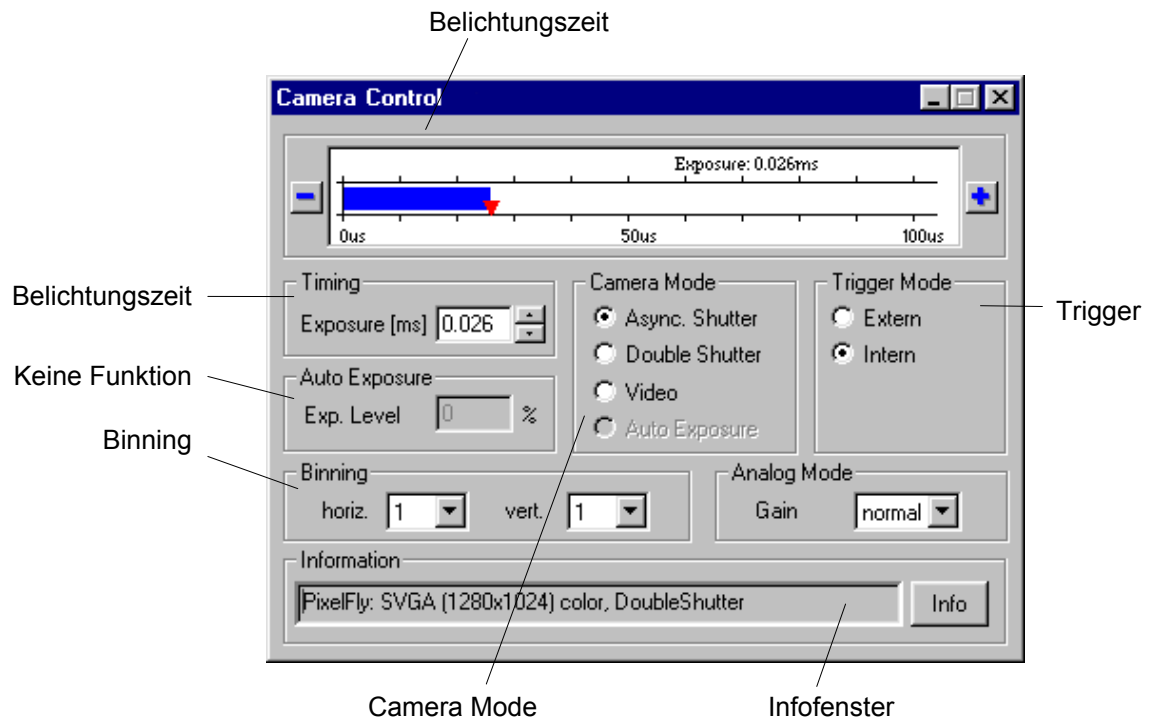 Belichtungszeit
Camera Control
Exposure: 0.026ms
0us 50us 100us
Belichtungszeit
Timing
Exposure [ms] 0.026
Camera Mode
Async. Shutter
Double Shutter
Video
Auto Exposure
Trigger Mode
Extern
Intern
Trigger
Keine Funktion
Auto Exposure
Exp. Level 0 %
Binning
Binning
horiz. 1 vert. 1
Analog Mode
Gain normal
Information
PixelFly: SVGA (1280x1024) color, DoubleShutter Info
Camera Mode Infofenster